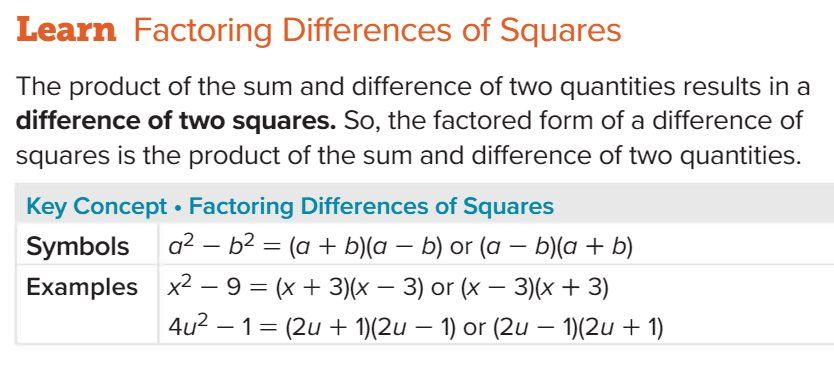 Learn Factoring Differences of Squares
The product of the sum and difference of two quantities results in a
difference of two squares. So, the factored form of a difference of
squares is the product of the sum and difference of two quantities.
Key Concept • Factoring Differences of Squares
Symbols a² − b² = (a + b)(a − b) or (a − b)(a + b)
Examples x² − 9 = (x + 3)(x − 3) or (x − 3)(x + 3)
4u² − 1 = (2u + 1)(2u − 1) or (2u − 1)(2u + 1)